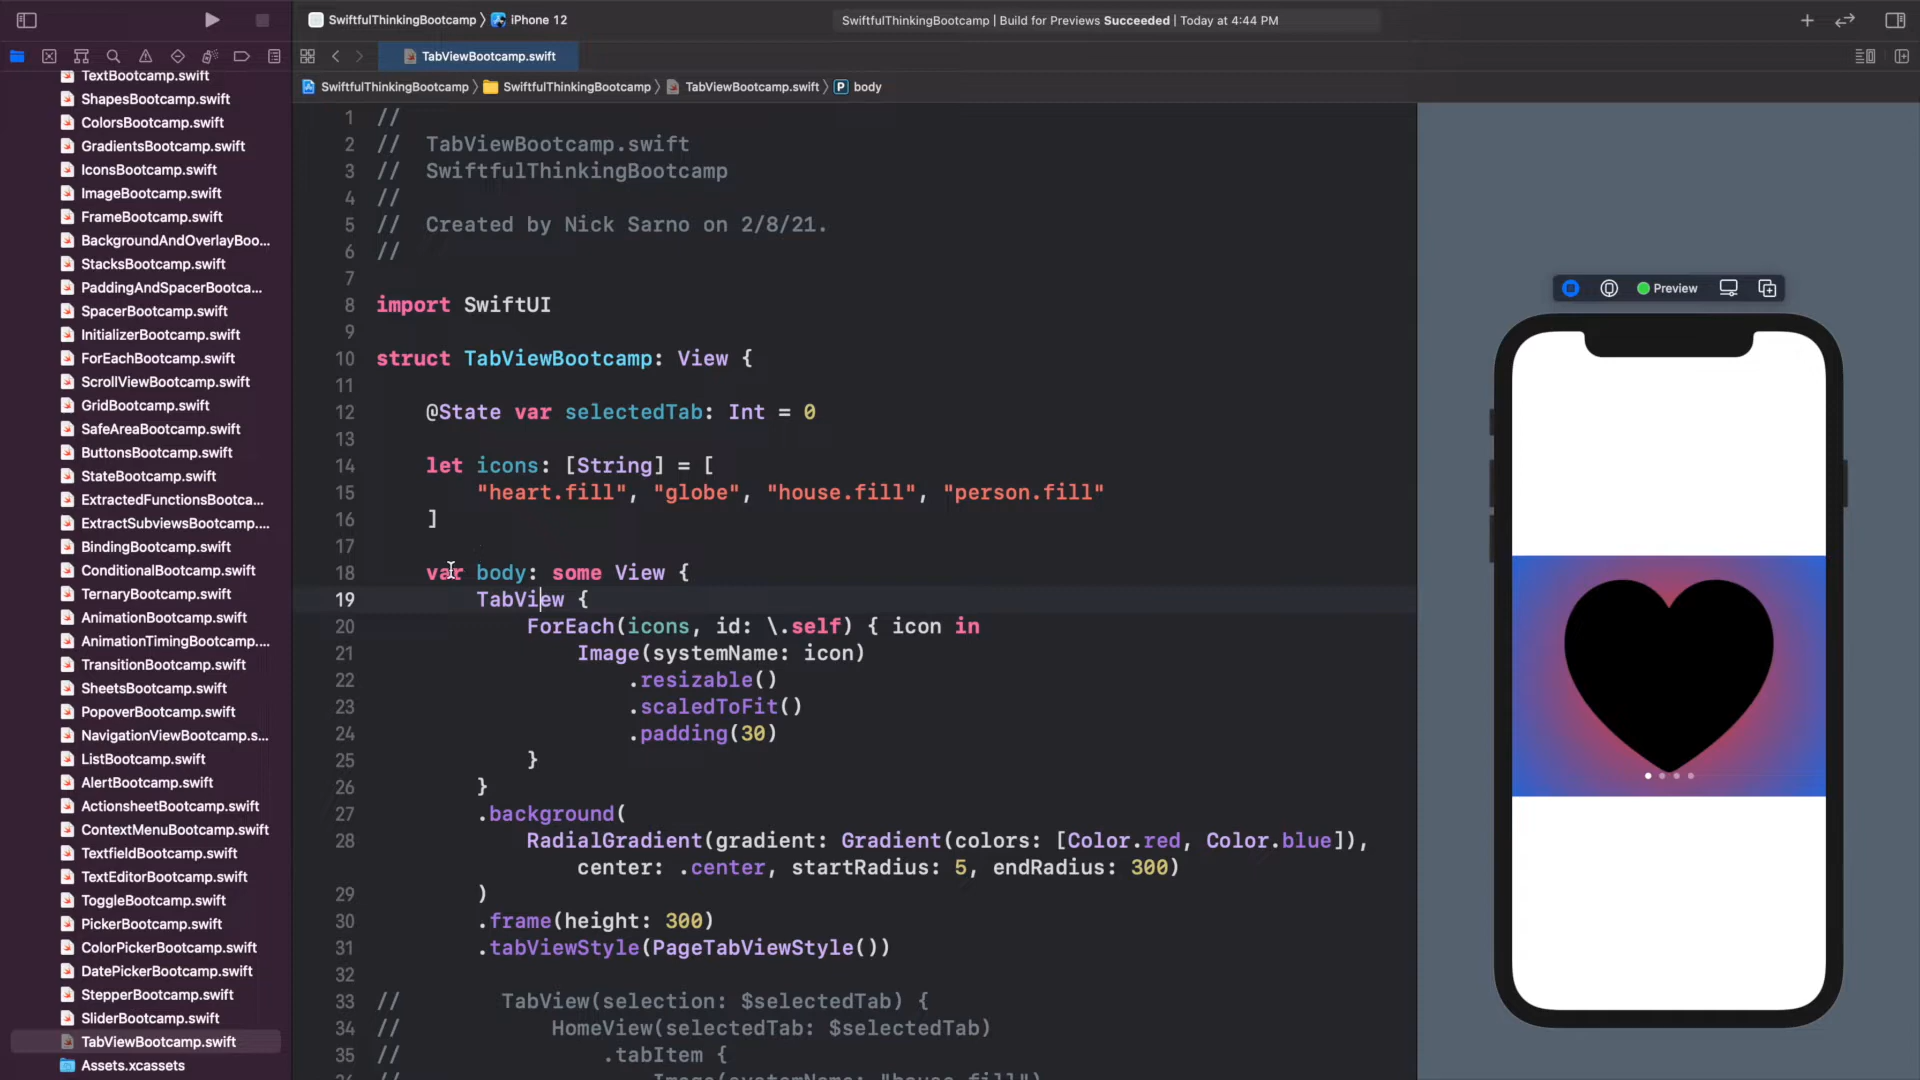 SwiftfulThinkingBootcamp 〉 iPhone 12
SwiftfulThinkingBootcamp | Build for Previews Succeeded | Today at 4:44 PM
TabViewBootcamp.swift
SwiftfulThinkingBootcamp 〉 SwiftfulThinkingBootcamp 〉 TabViewBootcamp.swift 〉 P body
TextBootcamp.swift
ShapesBootcamp.swift
ColorsBootcamp.swift
GradientsBootcamp.swift
IconsBootcamp.swift
ImageBootcamp.swift
FrameBootcamp.swift
BackgroundAndOverlayBoo...
StacksBootcamp.swift
PaddingAndSpacerBootca...
SpacerBootcamp.swift
InitializerBootcamp.swift
ForEachBootcamp.swift
ScrollViewBootcamp.swift
GridBootcamp.swift
SafeAreaBootcamp.swift
ButtonsBootcamp.swift
StateBootcamp.swift
ExtractedFunctionsBootca...
ExtractSubviewsBootcamp....
BindingBootcamp.swift
ConditionalBootcamp.swift
TernaryBootcamp.swift
AnimationBootcamp.swift
AnimationTimingBootcamp....
TransitionBootcamp.swift
SheetsBootcamp.swift
PopoverBootcamp.swift
NavigationViewBootcamp.s...
ListBootcamp.swift
AlertBootcamp.swift
ActionsheetBootcamp.swift
ContextMenuBootcamp.swift
TextfieldBootcamp.swift
TextEditorBootcamp.swift
ToggleBootcamp.swift
PickerBootcamp.swift
ColorPickerBootcamp.swift
DatePickerBootcamp.swift
StepperBootcamp.swift
SliderBootcamp.swift
TabViewBootcamp.swift
Assets.xcassets
1 //
2 //  TabViewBootcamp.swift
3 //  SwiftfulThinkingBootcamp
4 //
5 //  Created by Nick Sarno on 2/8/21.
6 //
7
8 import SwiftUI
9
10 struct TabViewBootcamp: View {
11
12     @State var selectedTab: Int = 0
13
14     let icons: [String] = [
15         "heart.fill", "globe", "house.fill", "person.fill"
16     ]
17
18     var body: some View {
19         TabView {
20             ForEach(icons, id: \.self) { icon in
21                 Image(systemName: icon)
22                     .resizable()
23                     .scaledToFit()
24                     .padding(30)
25             }
26         }
27         .background(
28             RadialGradient(gradient: Gradient(colors: [Color.red, Color.blue]),
                center: .center, startRadius: 5, endRadius: 300)
29         )
30         .frame(height: 300)
31         .tabViewStyle(PageTabViewStyle())
32
33 //        TabView(selection: $selectedTab) {
34 //            HomeView(selectedTab: $selectedTab)
35 //                .tabItem {
36 //                    Image(systemName: "house.fill")
Preview